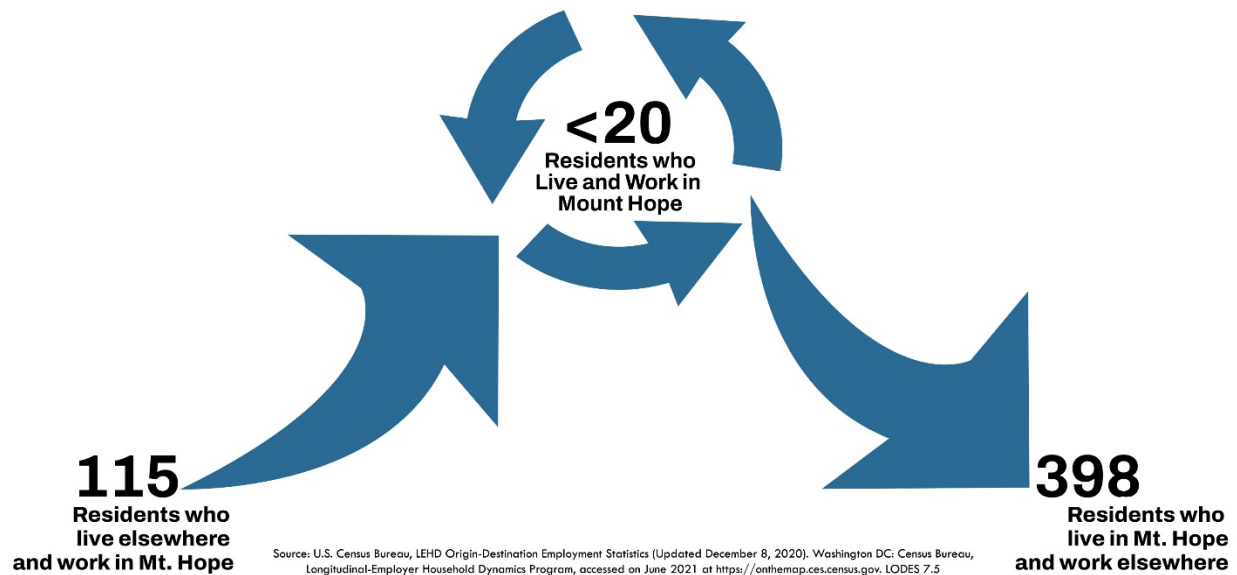 <20
Residents who
Live and Work in
Mount Hope
115
Residents who
live elsewhere
and work in Mt. Hope
398
Residents who
live in Mt. Hope
and work elsewhere
Source: U.S. Census Bureau, LEHD Origin-Destination Employment Statistics (Updated December 8, 2020). Washington DC: Census Bureau,
Longitudinal-Employer Household Dynamics Program, accessed on June 2021 at https://onthemap.ces.census.gov. LODES 7.5